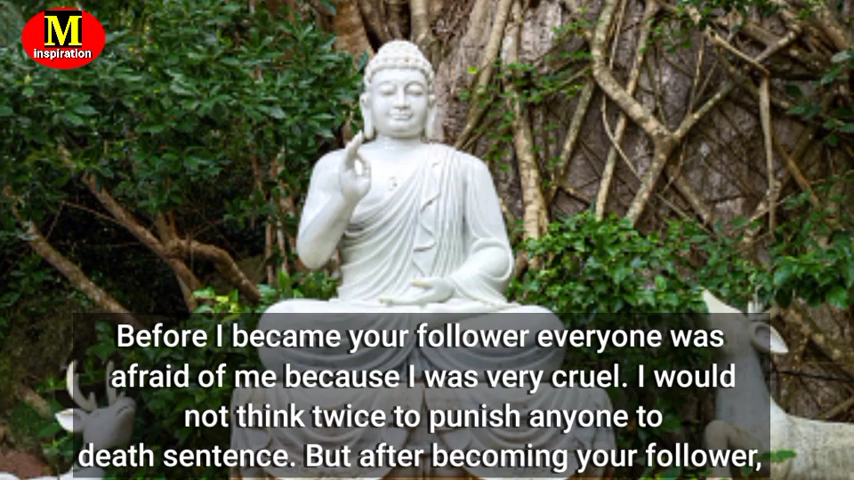 M
inspiration
Before I became your follower everyone was
afraid of me because I was very cruel. I would
not think twice to punish anyone to
death sentence. But after becoming your follower,